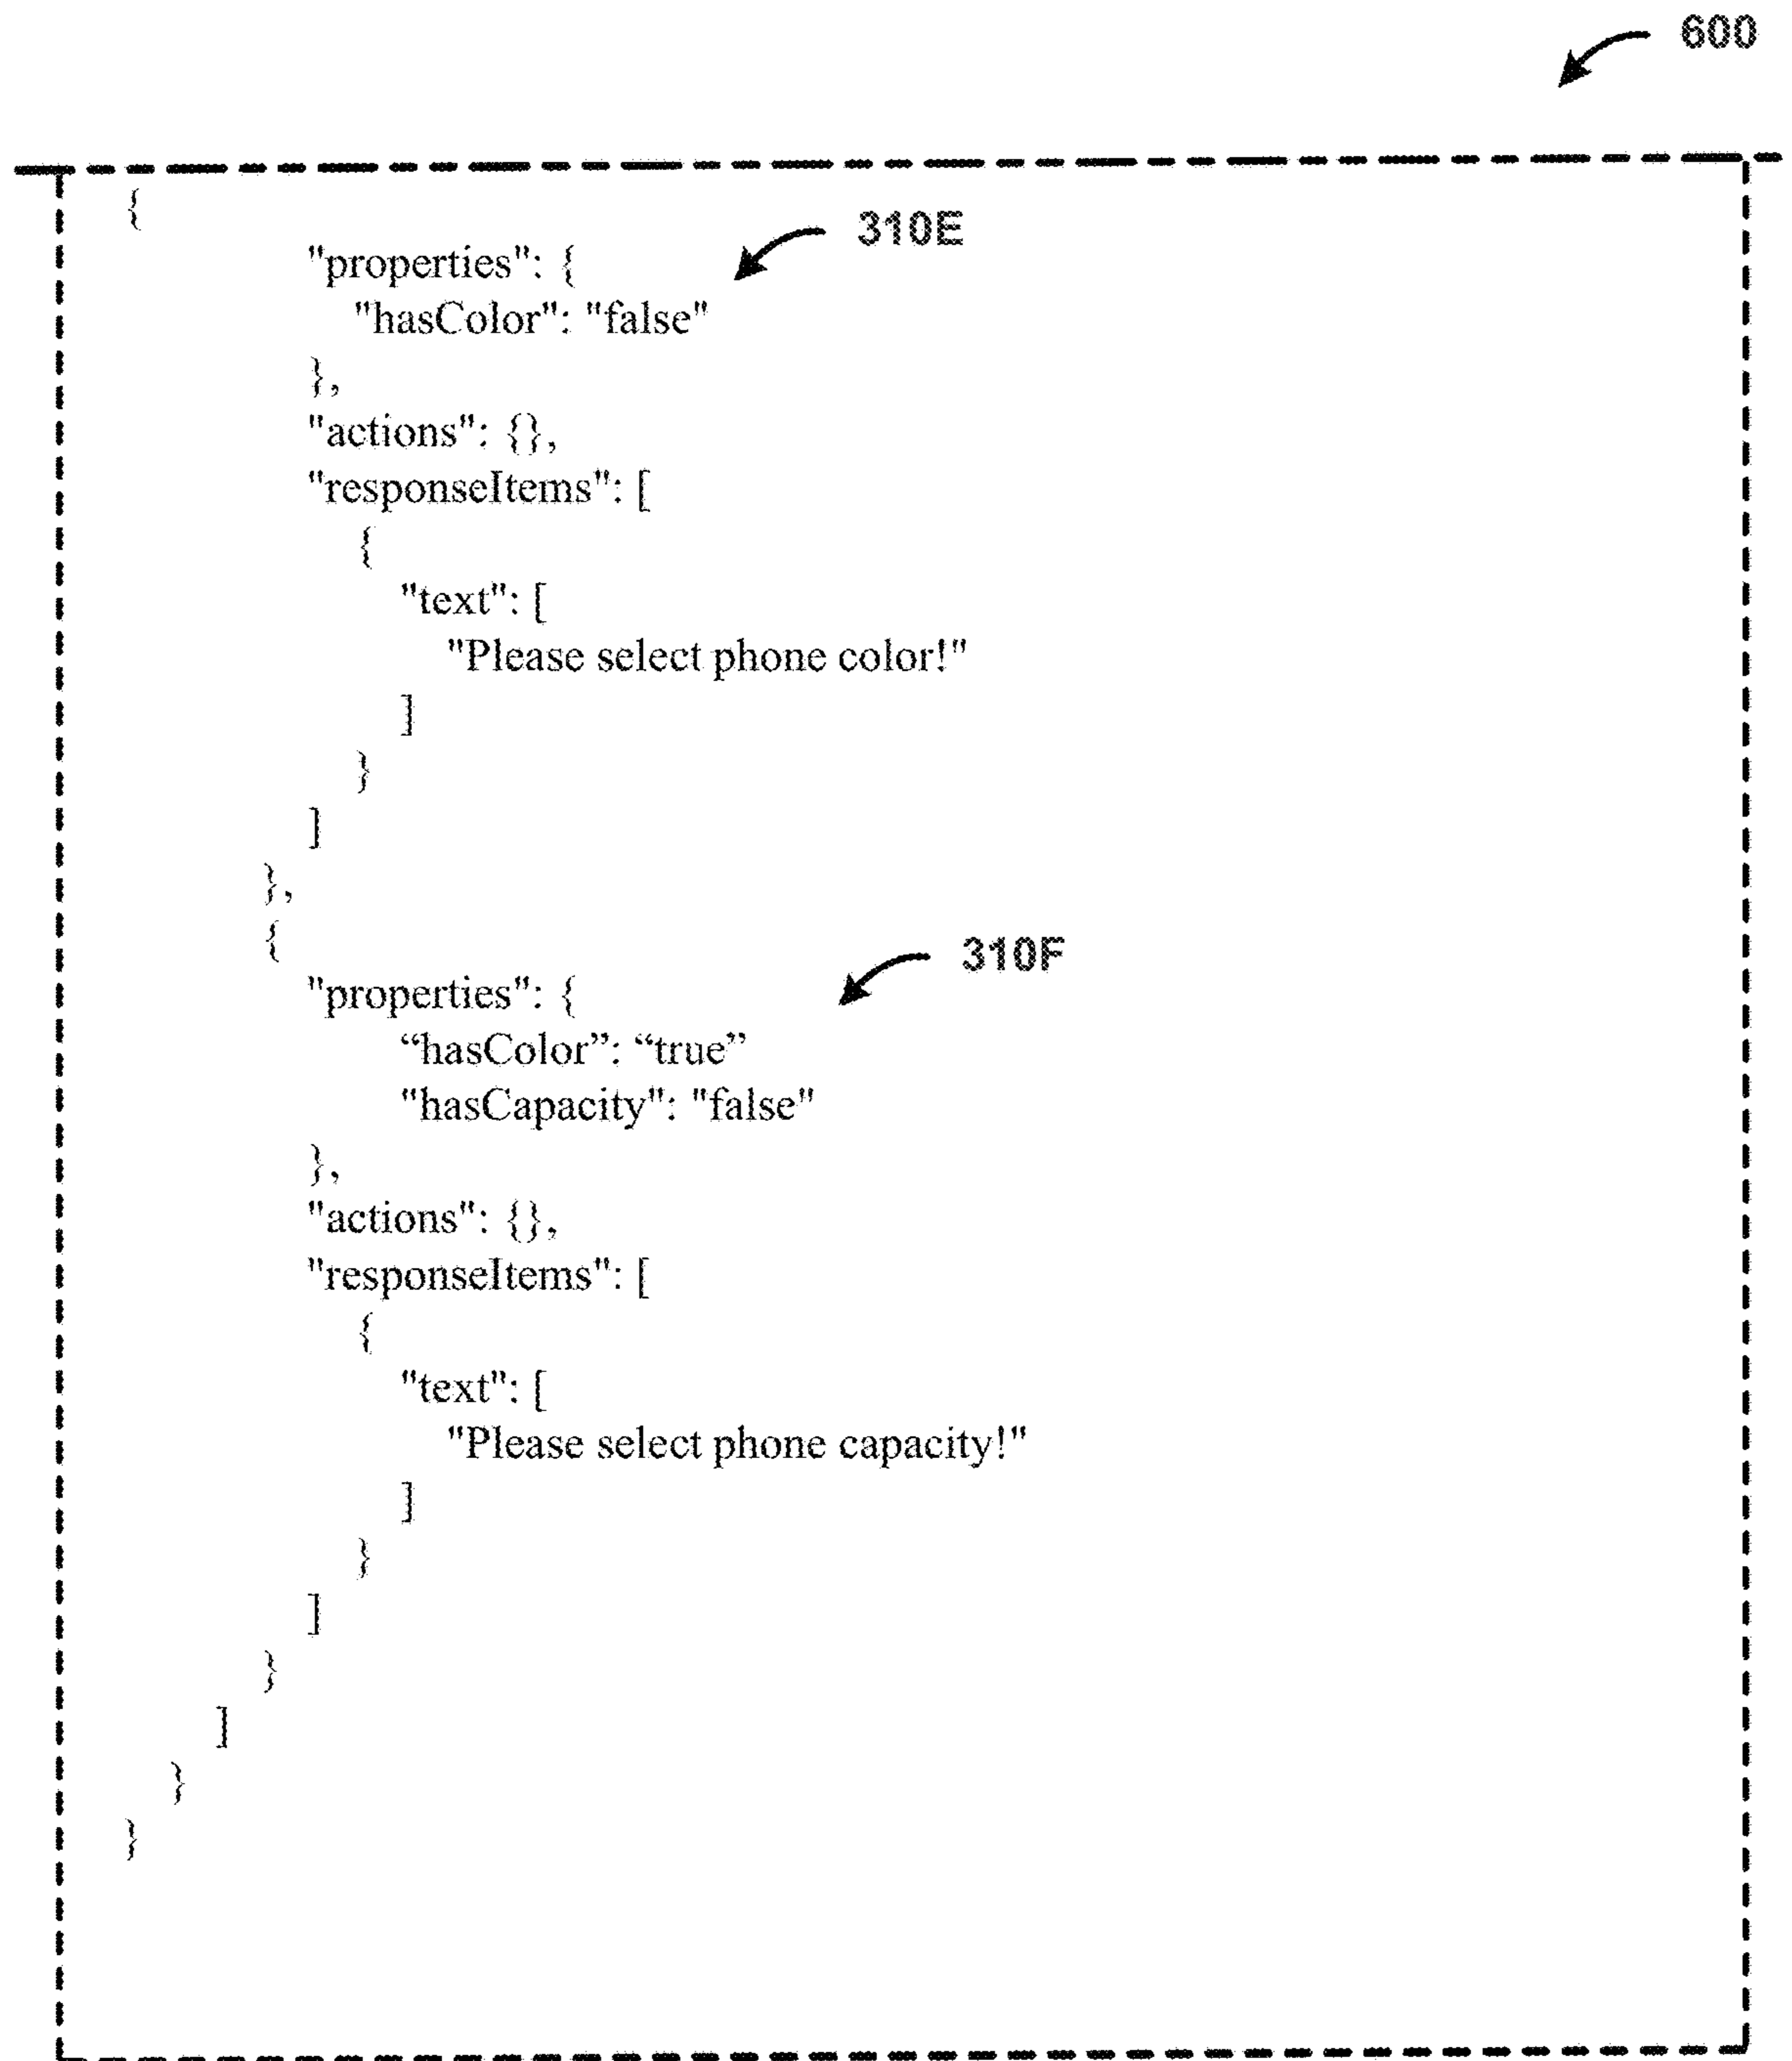 600
{
310E
"properties": {
"hasColor": "false"
},
"actions": {},
"responseItems": [
{
"text": [
"Please select phone color!"
]
}
]
},
{
310F
"properties": {
“hasColor”: “true”
"hasCapacity": "false"
},
"actions": {},
"responseItems": [
{
"text": [
"Please select phone capacity!"
]
}
]
}
]
}
}